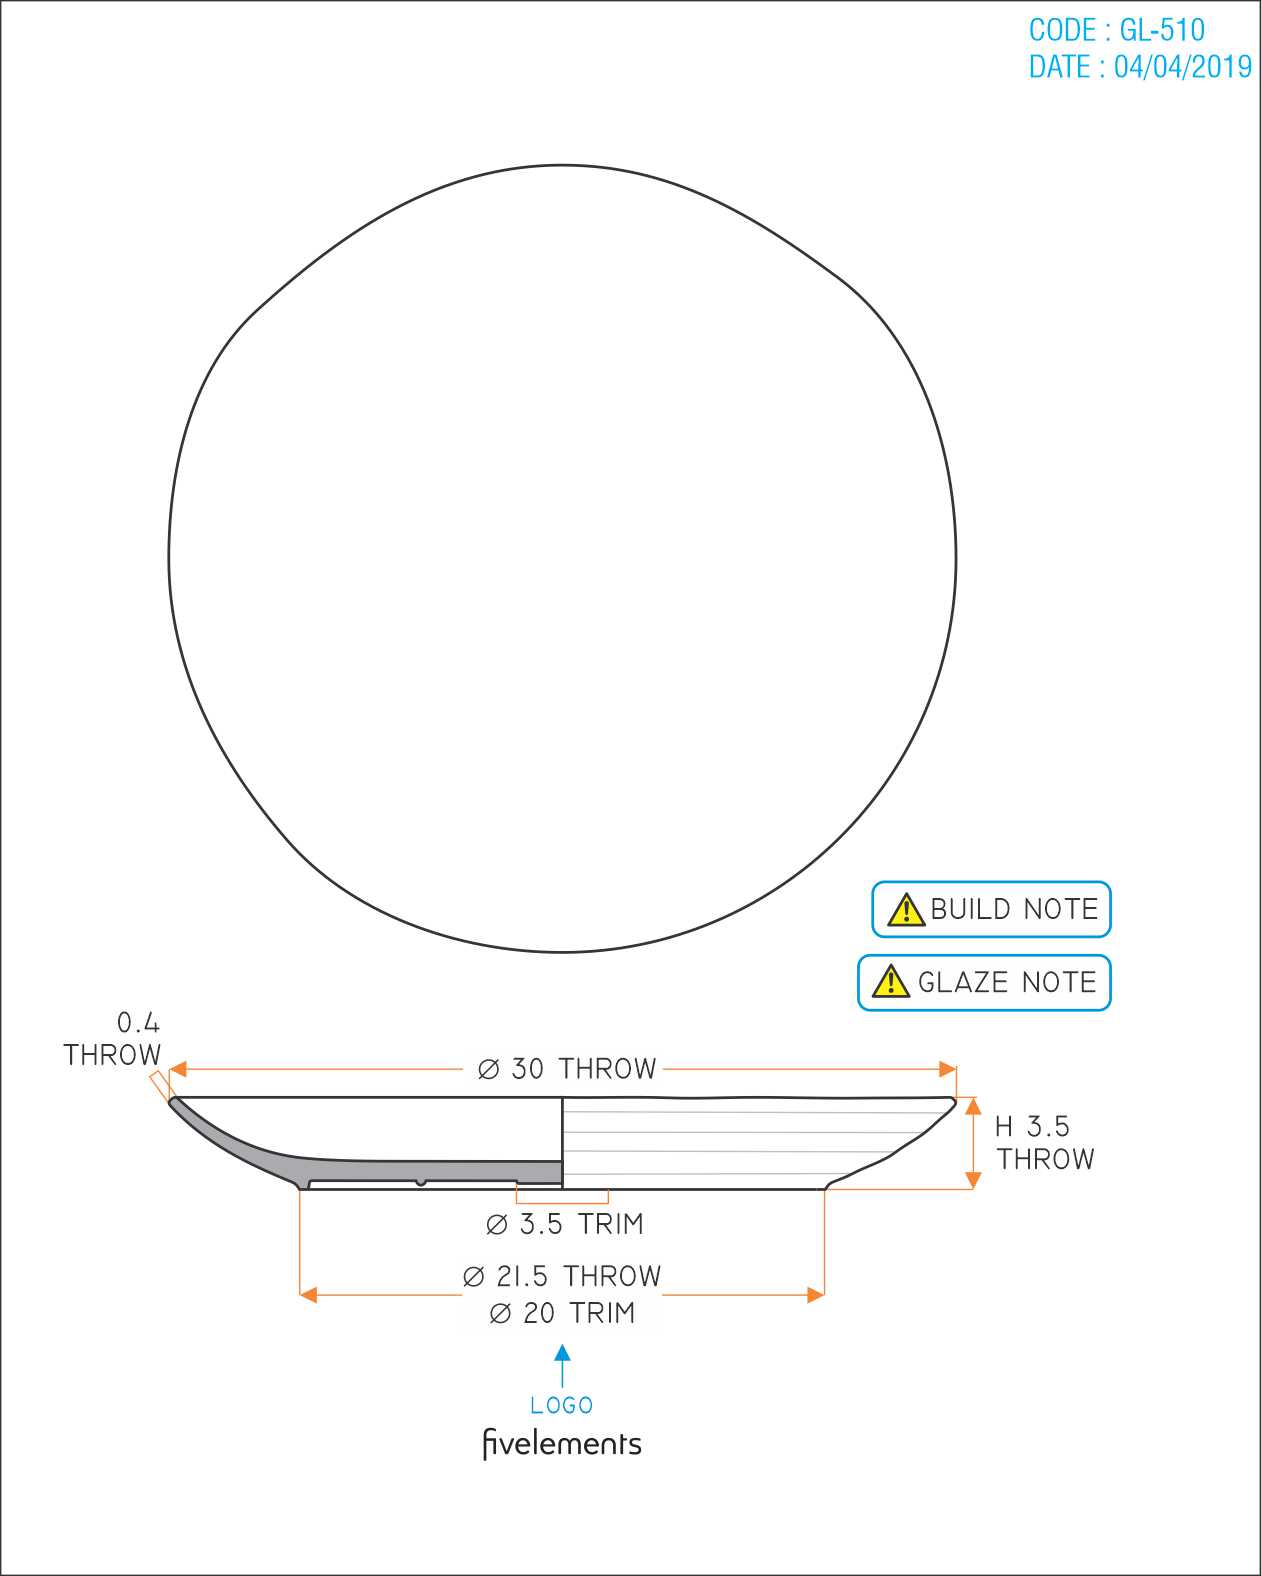 CODE : GL-510
DATE : 04/04/2019
BUILD NOTE
GLAZE NOTE
0.4
THROW
Ø 30 THROW
H 3.5
THROW
Ø 3.5 TRIM
Ø 21.5 THROW
Ø 20 TRIM
LOGO
fivelements